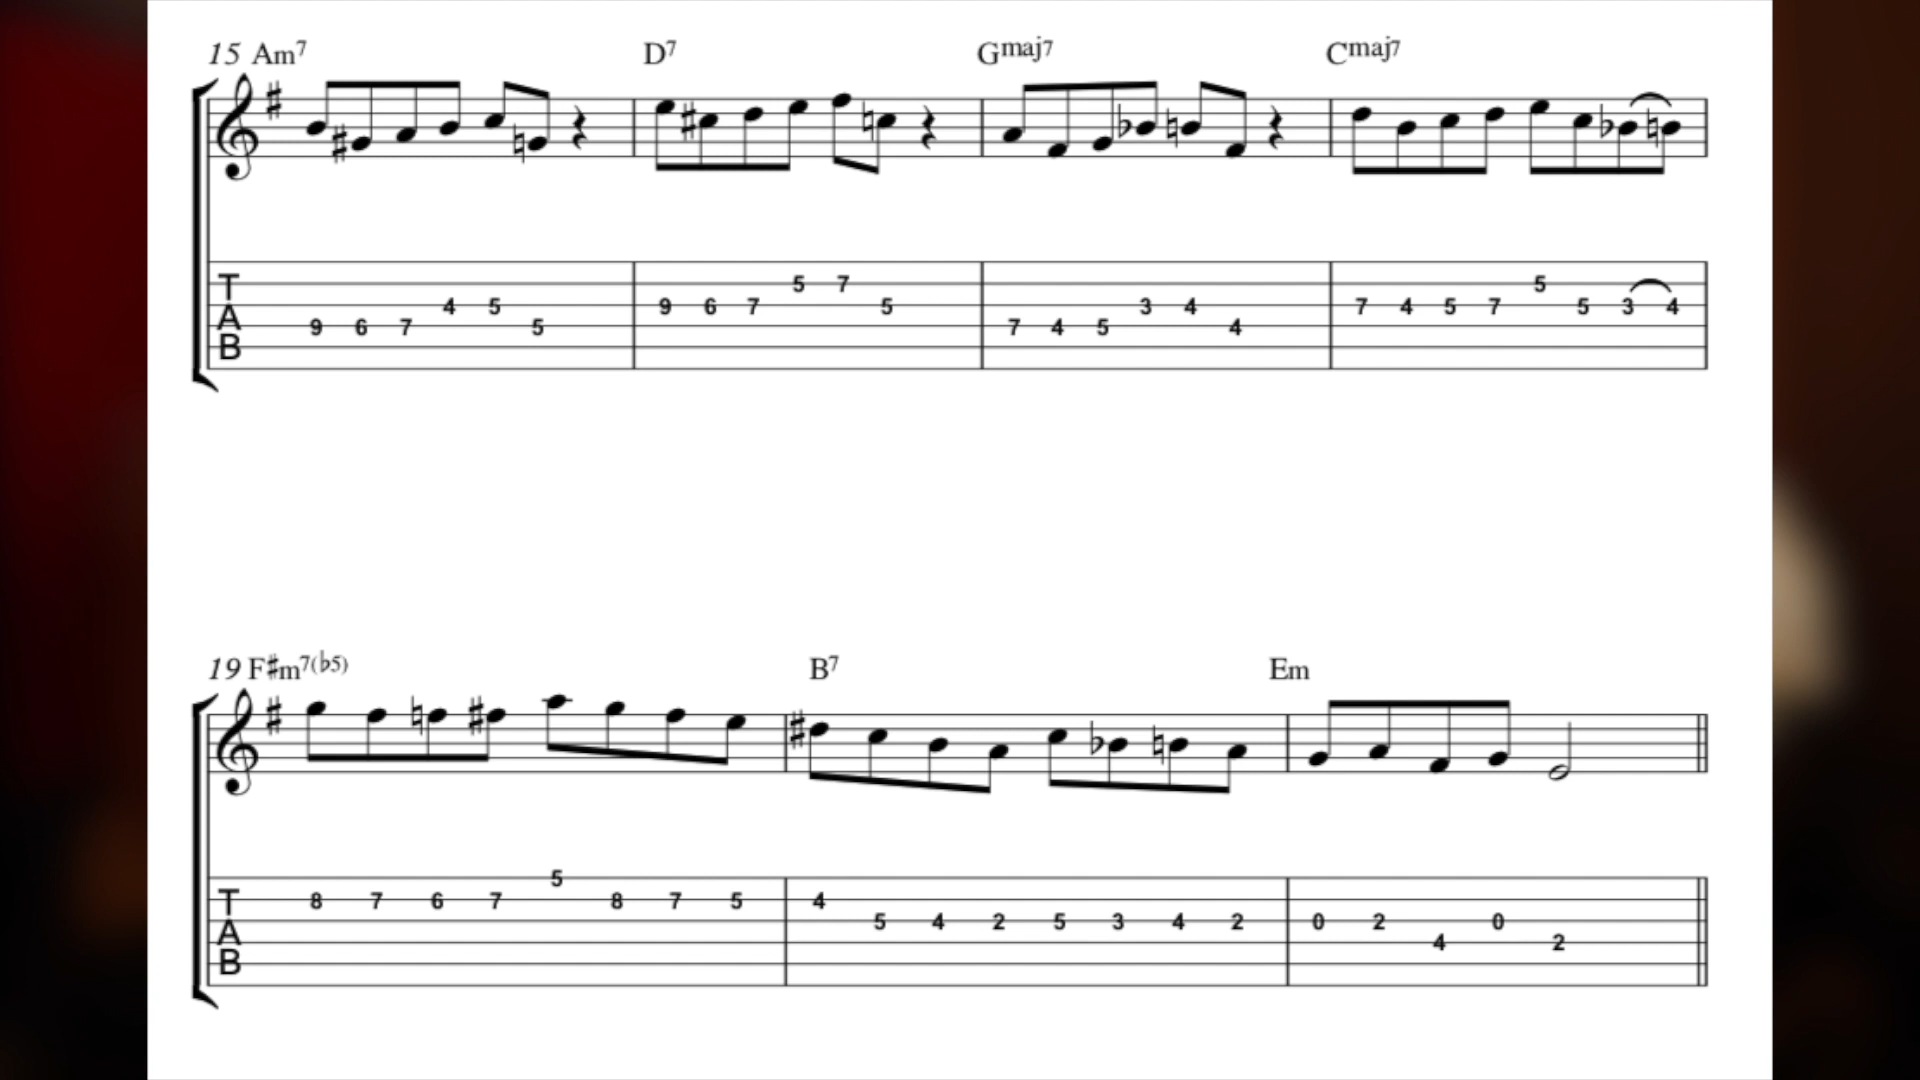 15 Am7 D7 Gmaj7 Cmaj7
T A B 9 6 7 4 5 5 9 6 7 5 7 5 7 4 5 3 4 4 7 4 5 7 5 5 3 4
19 F♯m7(♭5) B7 Em
T A B 8 7 6 7 5 8 7 5 4 5 4 2 5 3 4 2 0 2 4 0 2